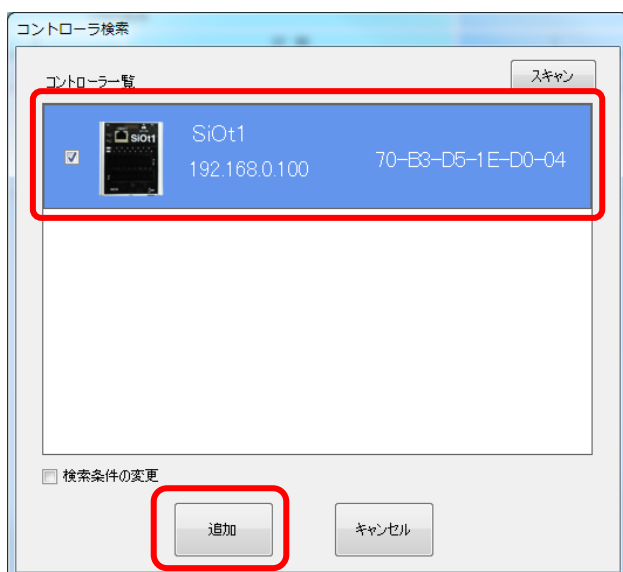 コントローラ検索
コントローラ一覧
スキャン
SiOt1
SiOt1
192.168.0.100
70-B3-D5-1E-D0-04
検索条件の変更
追加
キャンセル